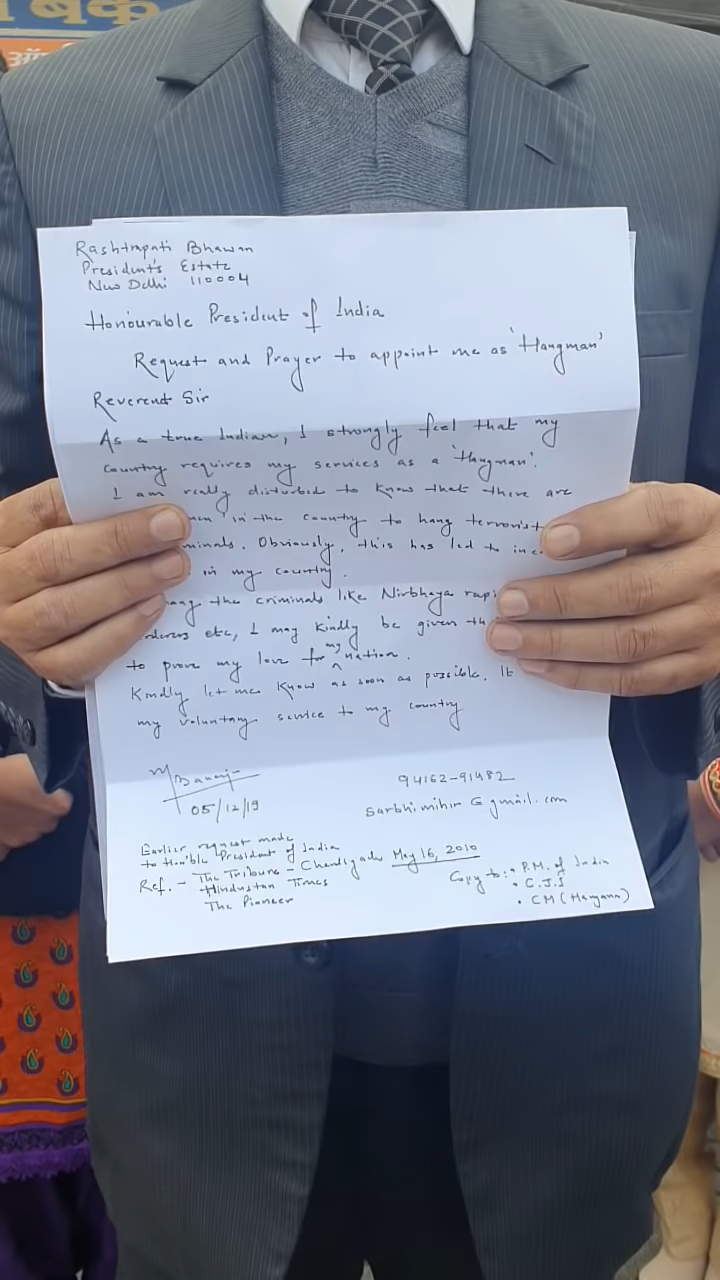 बैंक
Rashtrapati Bhawan
President's Estate
New Delhi 110004
Honourable President of India
Request and Prayer to appoint me as 'Hangman'
Reverent Sir
As a true Indian, I strongly feel that my
country requires my services as a 'Hangman'.
I am really disturbed to know that there are
in the country to hang terrorist
Obviously, this has led to
in my country.
the criminals like Nirbhaya
etc, I may kindly be given
to prove my love for my nation.
Kindly let me know as soon as possible. It
my voluntary service to my country
05/12/19
94162-91482
sarbhimihir@gmail.com
Earlier request made
to Hon'ble President of India
Ref. - The Tribune - Chandigarh May 16, 2010
Hindustan Times
The Pioneer
Copy to: • P.M. of India
• C.J.I
• CM (Haryana)